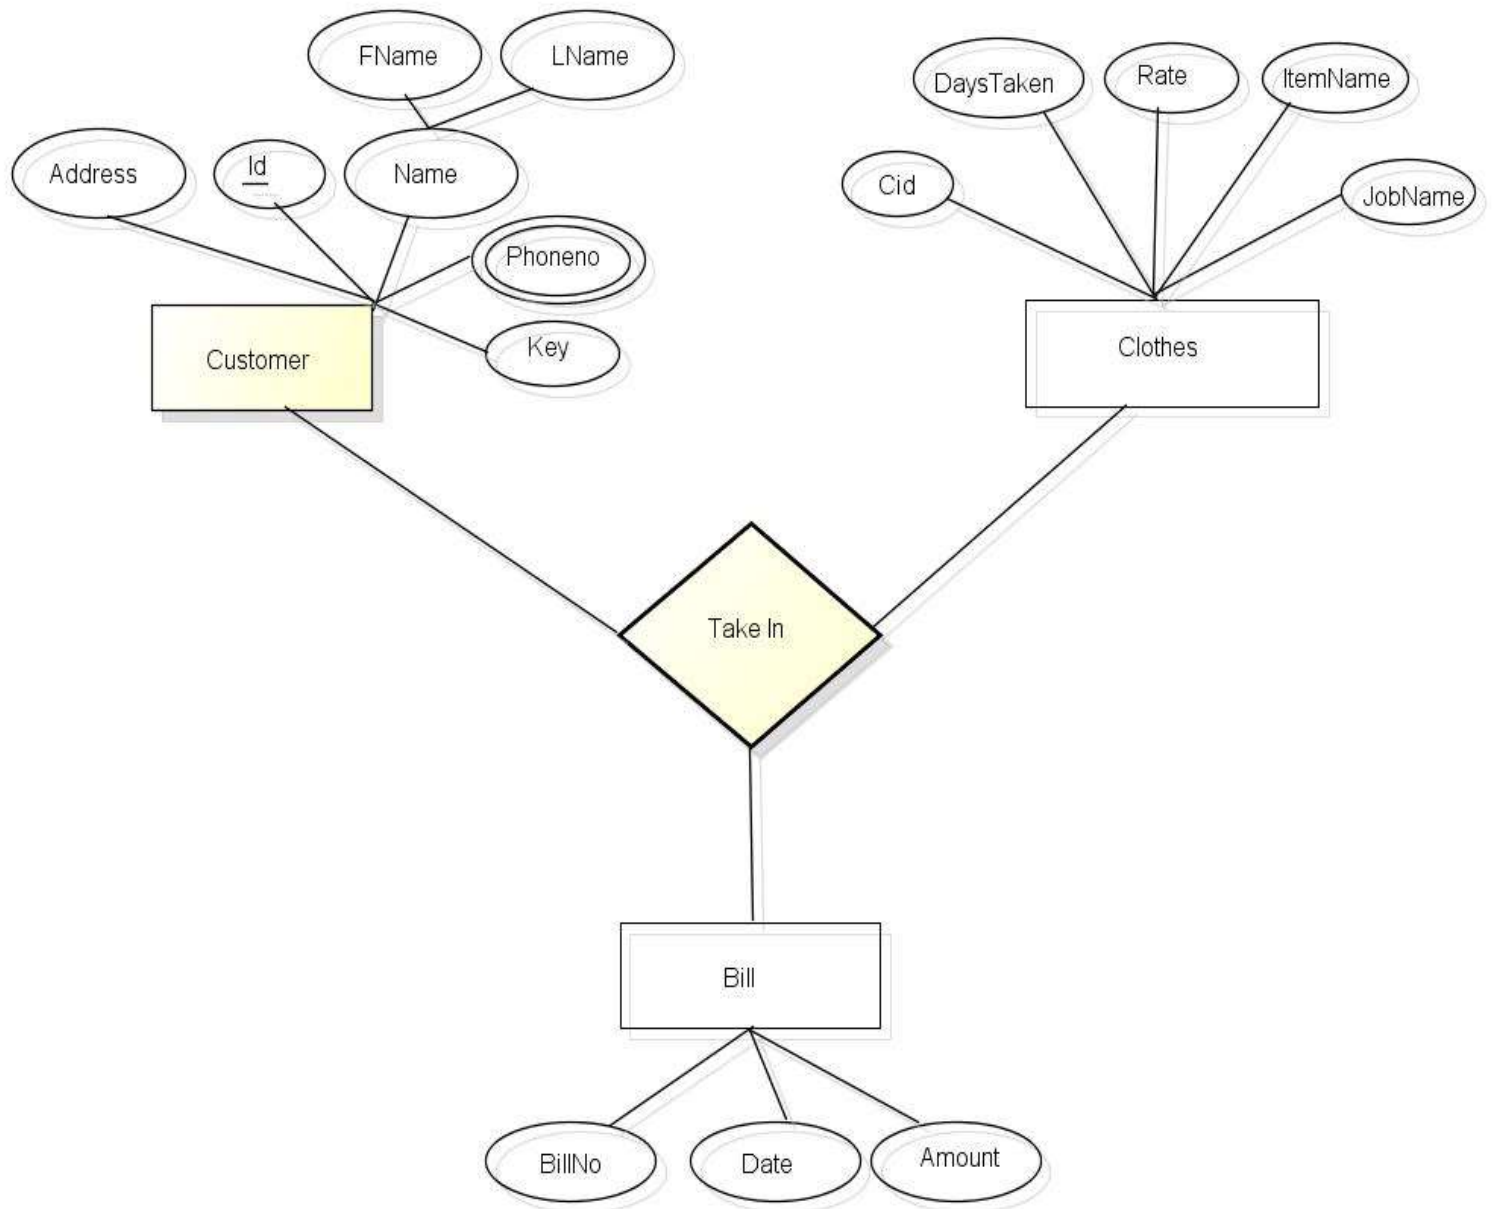 FName
LName
DaysTaken
Rate
ItemName
Address
Id
Name
Cid
JobName
Phoneno
Key
Customer
Clothes
Take In
Bill
BillNo
Date
Amount